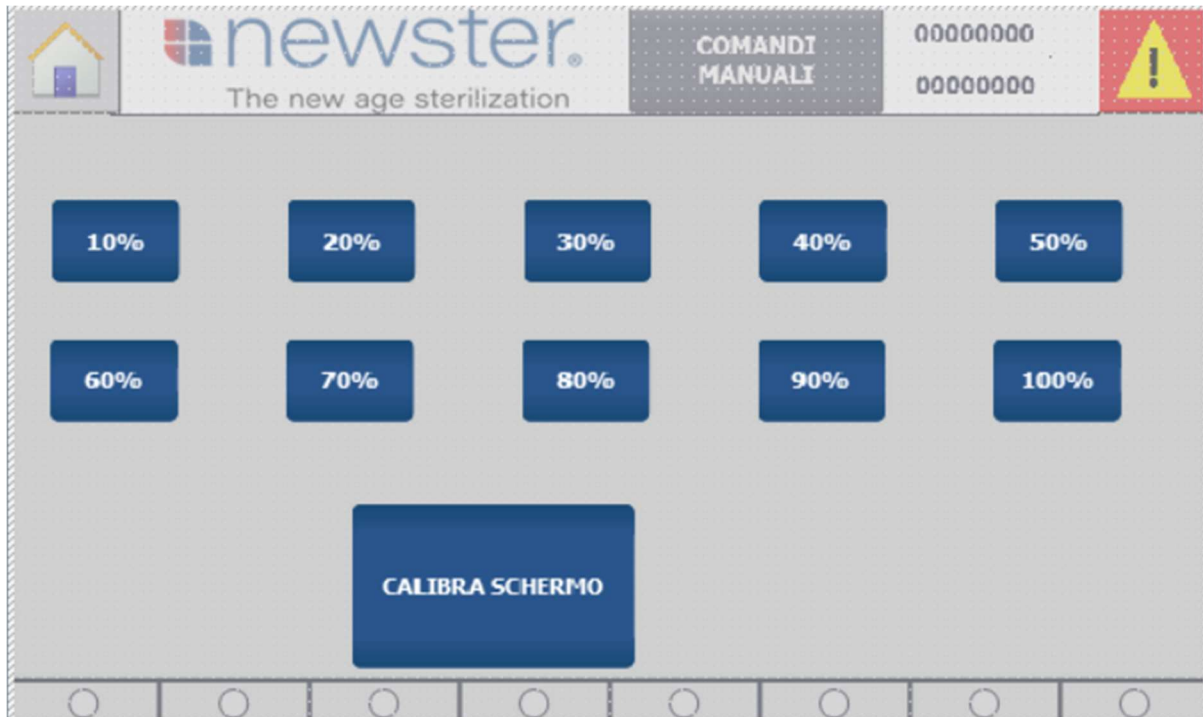 newster®
The new age sterilization
COMANDI
MANUALI
00000000
00000000
!
10% 20% 30% 40% 50%
60% 70% 80% 90% 100%
CALIBRA SCHERMO